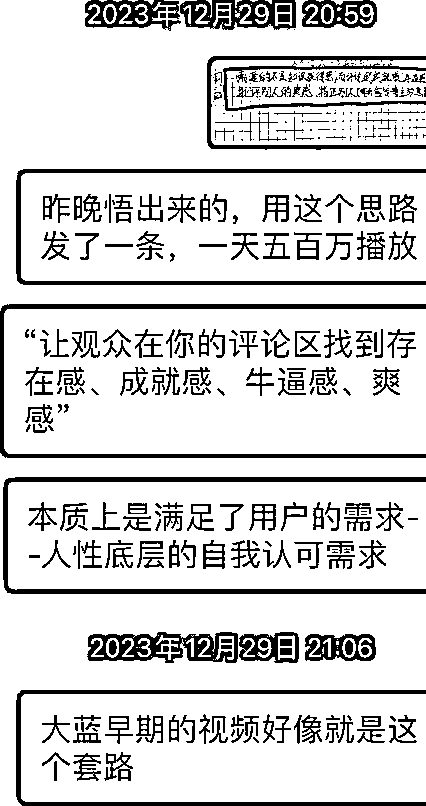 2023年12月29日 20:59
昨晚悟出来的，用这个思路
发了一条，一天五百万播放
“让观众在你的评论区找到存
在感、成就感、牛逼感、爽
感”
本质上是满足了用户的需求-
-人性底层的自我认可需求
2023年12月29日 21:06
大蓝早期的视频好像就是这
个套路